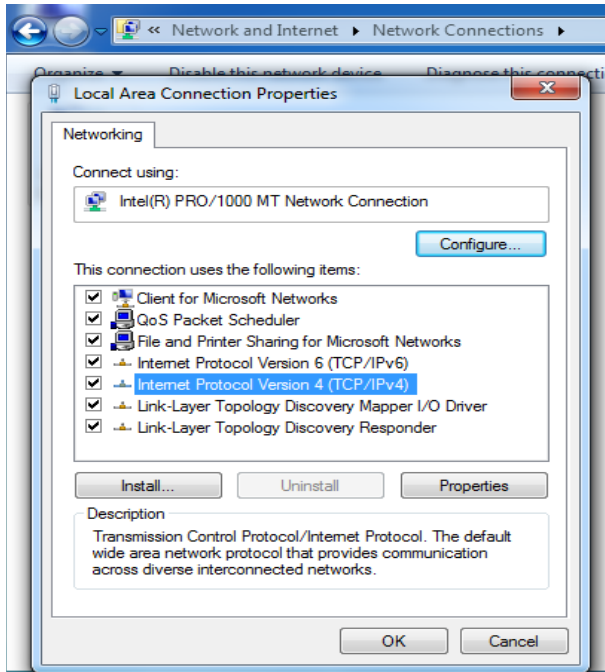 « Network and Internet ▸ Network Connections ▸
Organize Disable this network device Diagnose this connecti
Local Area Connection Properties
Networking
Connect using:
Intel(R) PRO/1000 MT Network Connection
Configure...
This connection uses the following items:
Client for Microsoft Networks
QoS Packet Scheduler
File and Printer Sharing for Microsoft Networks
Internet Protocol Version 6 (TCP/IPv6)
Internet Protocol Version 4 (TCP/IPv4)
Link-Layer Topology Discovery Mapper I/O Driver
Link-Layer Topology Discovery Responder
Install... Uninstall Properties
Description
Transmission Control Protocol/Internet Protocol. The default
wide area network protocol that provides communication
across diverse interconnected networks.
OK Cancel